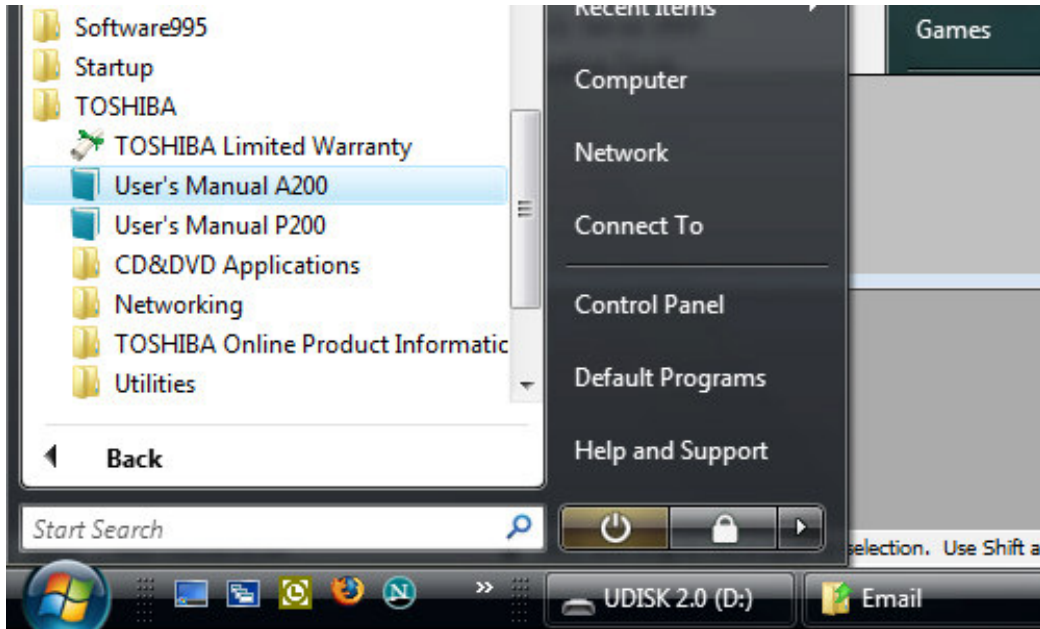 Software995
Startup
TOSHIBA
TOSHIBA Limited Warranty
User's Manual A200
User's Manual P200
CD&DVD Applications
Networking
TOSHIBA Online Product Informatic
Utilities
Back
Start Search
Recent Items
Computer
Network
Connect To
Control Panel
Default Programs
Help and Support
Games
selection. Use Shift a
UDISK 2.0 (D:)
Email